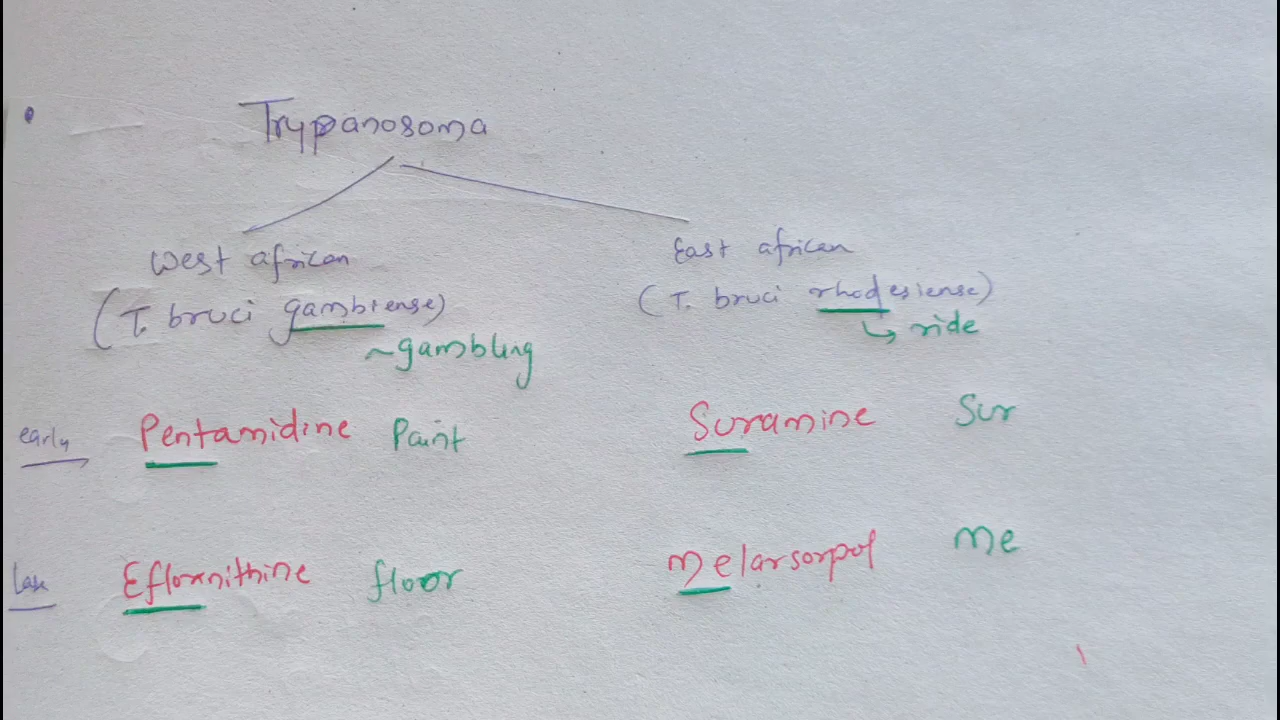 Trypanosoma
West african
East african
(T. bruci gambiense)
(T. bruci rhodesiense)
~gambling
ride
early Pentamidine Paint
Suramine Sur
Late Eflornithine floor
Melarsorpol Me